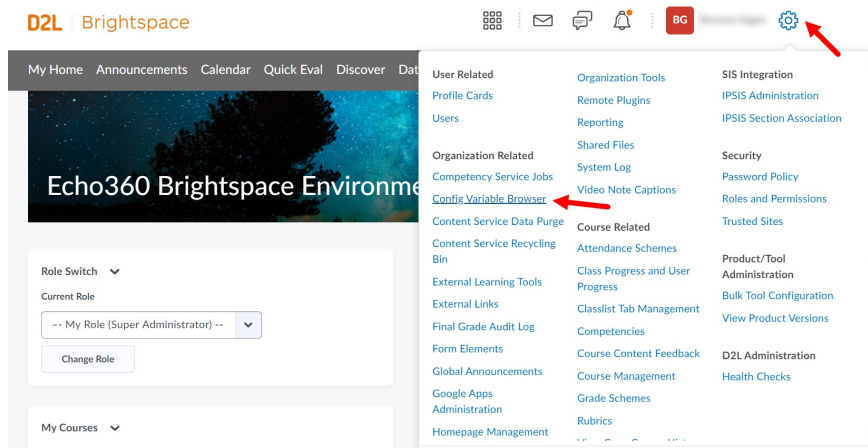 D2L Brightspace
BG
My Home Announcements Calendar Quick Eval Discover Dat
Echo360 Brightspace Environme
Role Switch
Current Role
-- My Role (Super Administrator) --
Change Role
My Courses
User Related
Profile Cards
Users
Organization Related
Competency Service Jobs
Config Variable Browser
Content Service Data Purge
Content Service Recycling
Bin
External Learning Tools
External Links
Final Grade Audit Log
Form Elements
Global Announcements
Google Apps
Administration
Homepage Management
Organization Tools
Remote Plugins
Reporting
Shared Files
System Log
Video Note Captions
Course Related
Attendance Schemes
Class Progress and User
Progress
Classlist Tab Management
Competencies
Course Content Feedback
Course Management
Grade Schemes
Rubrics
SIS Integration
IPSIS Administration
IPSIS Section Association
Security
Password Policy
Roles and Permissions
Trusted Sites
Product/Tool
Administration
Bulk Tool Configuration
View Product Versions
D2L Administration
Health Checks